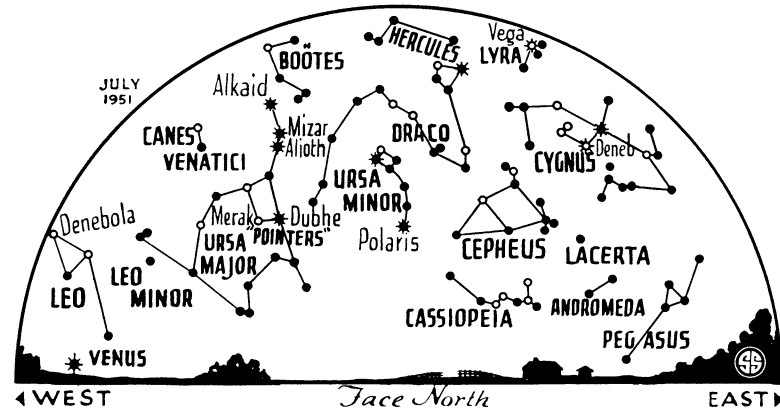 HERCULES
Vega
LYRA
BOÖTES
JULY
1951
Alkaid
CANES
VENATICI
Mizar
Alioth
DRACO
CYGNUS
Deneb
URSA
MINOR
Denebola
Merak
Dubhe
"POINTERS"
URSA
MAJOR
Polaris
CEPHEUS
LACERTA
LEO
LEO
MINOR
CASSIOPEIA
ANDROMEDA
PEGASUS
VENUS
SS
WEST
Face North
EAST